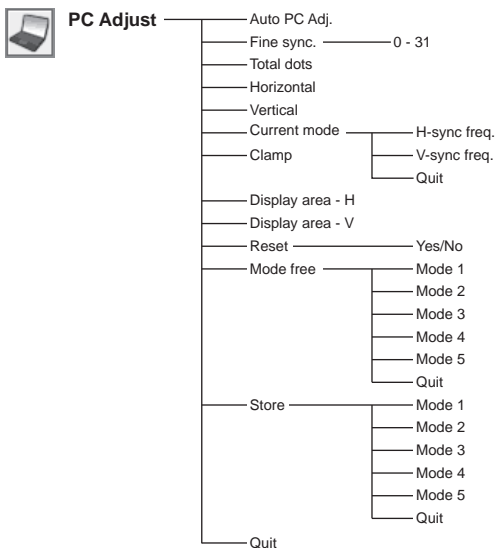 PC Adjust
Auto PC Adj.
Fine sync. 0 - 31
Total dots
Horizontal
Vertical
Current mode H-sync freq.
Clamp V-sync freq.
Quit
Display area - H
Display area - V
Reset Yes/No
Mode free Mode 1
Mode 2
Mode 3
Mode 4
Mode 5
Quit
Store Mode 1
Mode 2
Mode 3
Mode 4
Mode 5
Quit
Quit